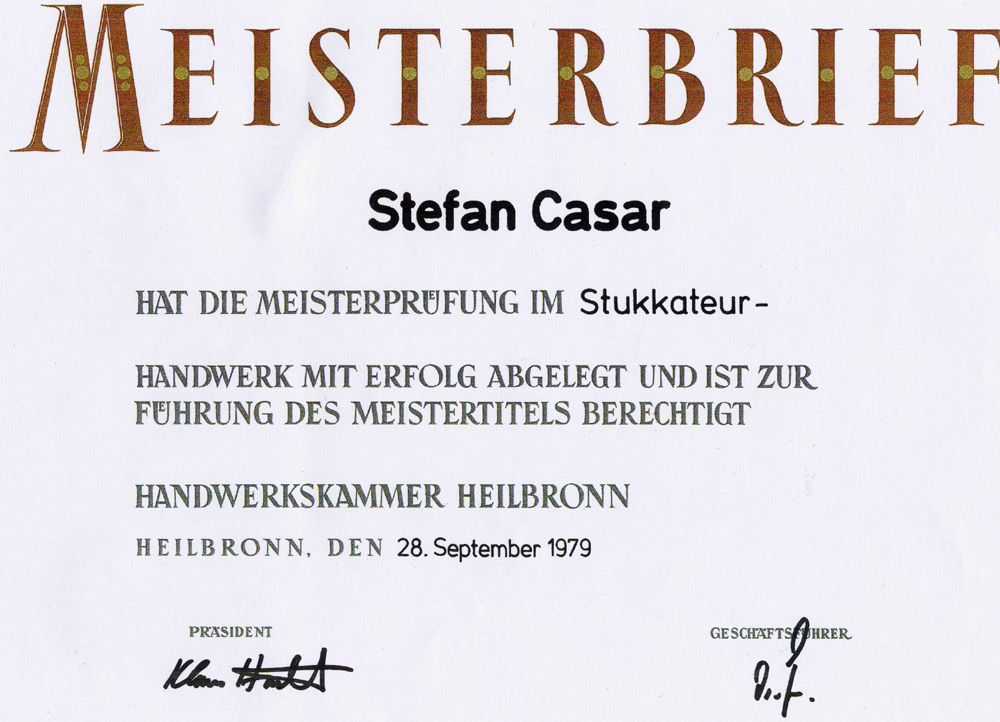 MEISTERBRIEF
Stefan Casar
HAT DIE MEISTERPRÜFUNG IM Stukkateur-
HANDWERK MIT ERFOLG ABGELEGT UND IST ZUR
FÜHRUNG DES MEISTERTITELS BERECHTIGT
HANDWERKSKAMMER HEILBRONN
HEILBRONN, DEN 28. September 1979
PRÄSIDENT
GESCHÄFTSFÜHRER
Klaus